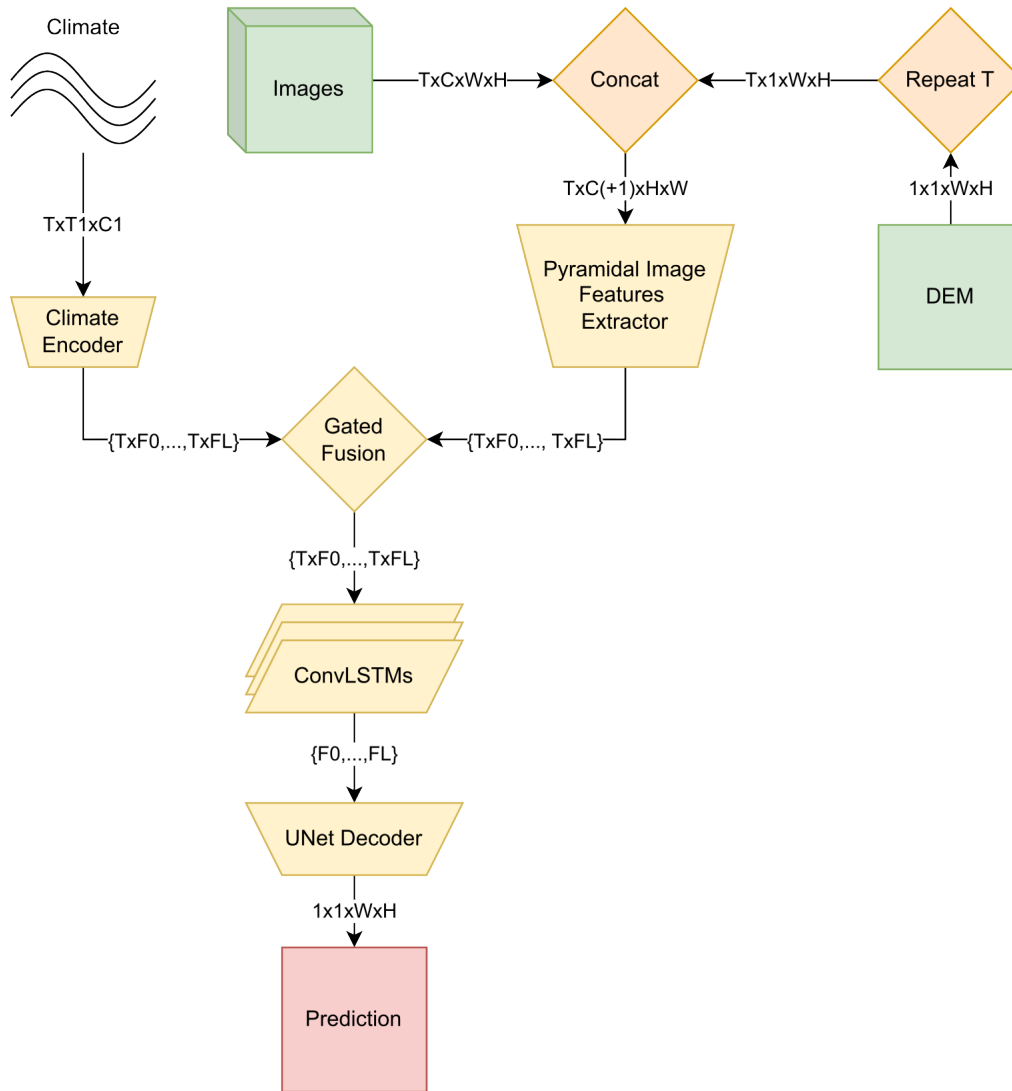 Climate
Images
TxCxWxH
Concat
Tx1xWxH
Repeat T
TxT1xC1
TxC(+1)xHxW
1x1xWxH
Climate
Encoder
Pyramidal Image
Features
Extractor
DEM
{TxF0,...,TxFL}
Gated
Fusion
{TxF0,..., TxFL}
{TxF0,...,TxFL}
ConvLSTMs
{F0,...,FL}
UNet Decoder
1x1xWxH
Prediction